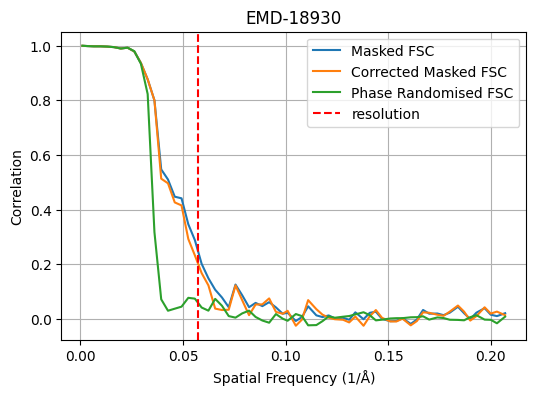 EMD-18930
Masked FSC
Corrected Masked FSC
Phase Randomised FSC
resolution
Correlation
1.0
0.8
0.6
0.4
0.2
0.0
0.00 0.05 0.10 0.15 0.20
Spatial Frequency (1/Å)